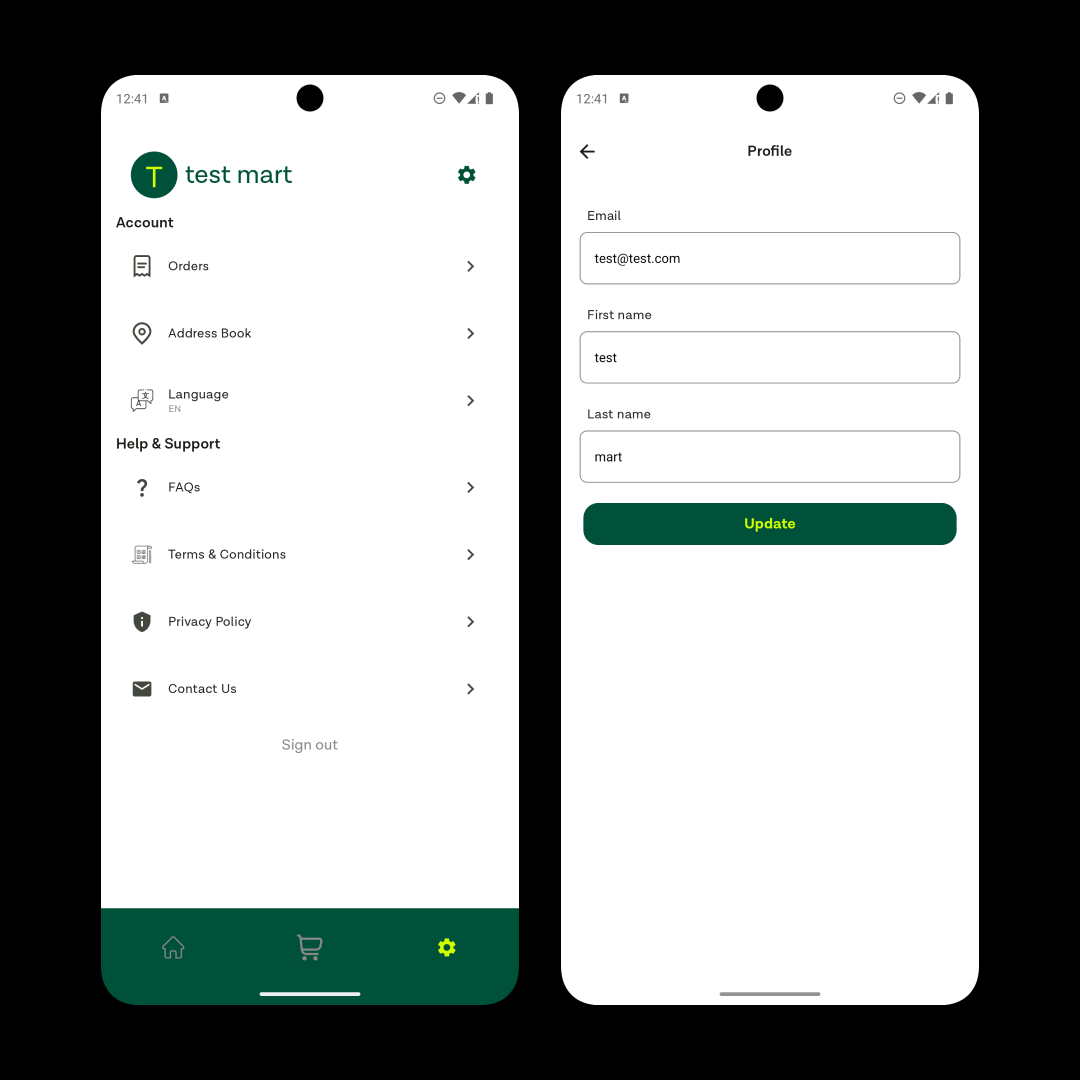 12:41
T test mart
Account
Orders
Address Book
Language
EN
Help & Support
FAQs
Terms & Conditions
Privacy Policy
Contact Us
Sign out
12:41
Profile
Email
test@test.com
First name
test
Last name
mart
Update